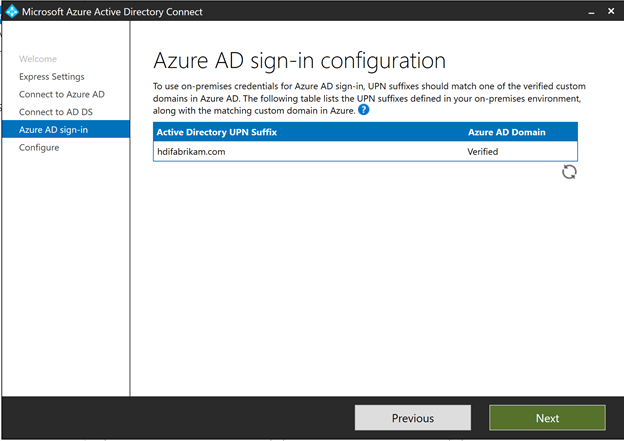 Microsoft Azure Active Directory Connect
Welcome
Express Settings
Connect to Azure AD
Connect to AD DS
Azure AD sign-in
Configure
Azure AD sign-in configuration
To use on-premises credentials for Azure AD sign-in, UPN suffixes should match one of the verified custom
domains in Azure AD. The following table lists the UPN suffixes defined in your on-premises environment,
along with the matching custom domain in Azure. ?
Active Directory UPN Suffix Azure AD Domain
hdifabrikam.com Verified
Previous Next